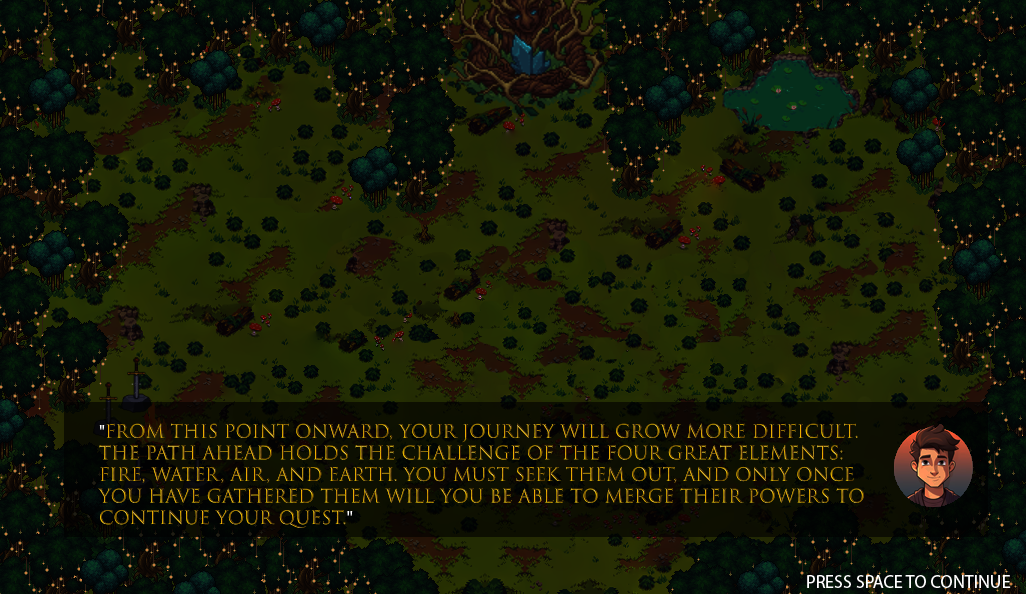 "FROM THIS POINT ONWARD, YOUR JOURNEY WILL GROW MORE DIFFICULT.
THE PATH AHEAD HOLDS THE CHALLENGE OF THE FOUR GREAT ELEMENTS:
FIRE, WATER, AIR, AND EARTH. YOU MUST SEEK THEM OUT, AND ONLY ONCE
YOU HAVE GATHERED THEM WILL YOU BE ABLE TO MERGE THEIR POWERS TO
CONTINUE YOUR QUEST."
PRESS SPACE TO CONTINUE